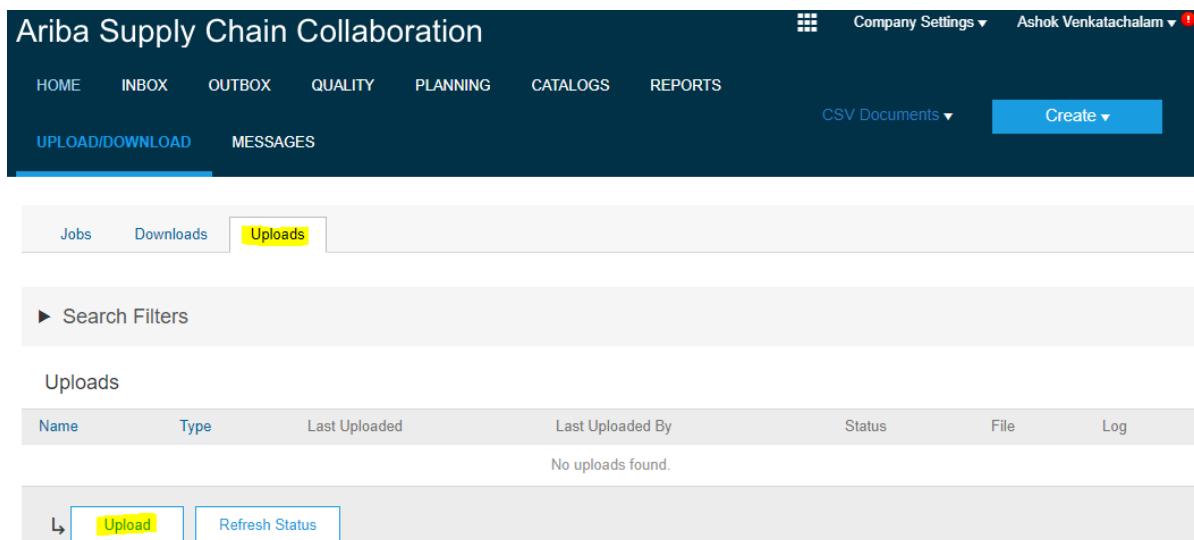 Ariba Supply Chain Collaboration
Company Settings ▾ Ashok Venkatachalam ▾ !
HOME INBOX OUTBOX QUALITY PLANNING CATALOGS REPORTS
CSV Documents ▾ Create ▾
UPLOAD/DOWNLOAD MESSAGES
Jobs Downloads Uploads
► Search Filters
Uploads
Name Type Last Uploaded Last Uploaded By Status File Log
No uploads found.
↳ Upload Refresh Status